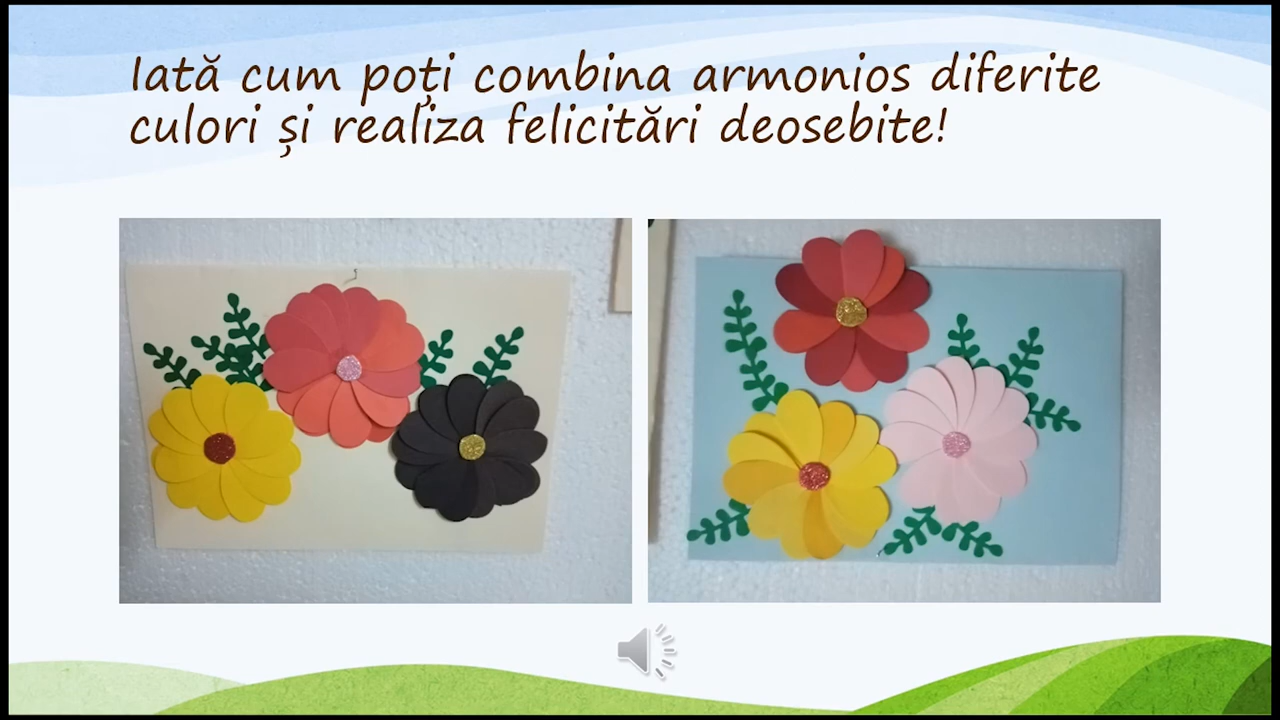 Iată cum poți combina armonios diferite
culori și realiza felicitări deosebite!